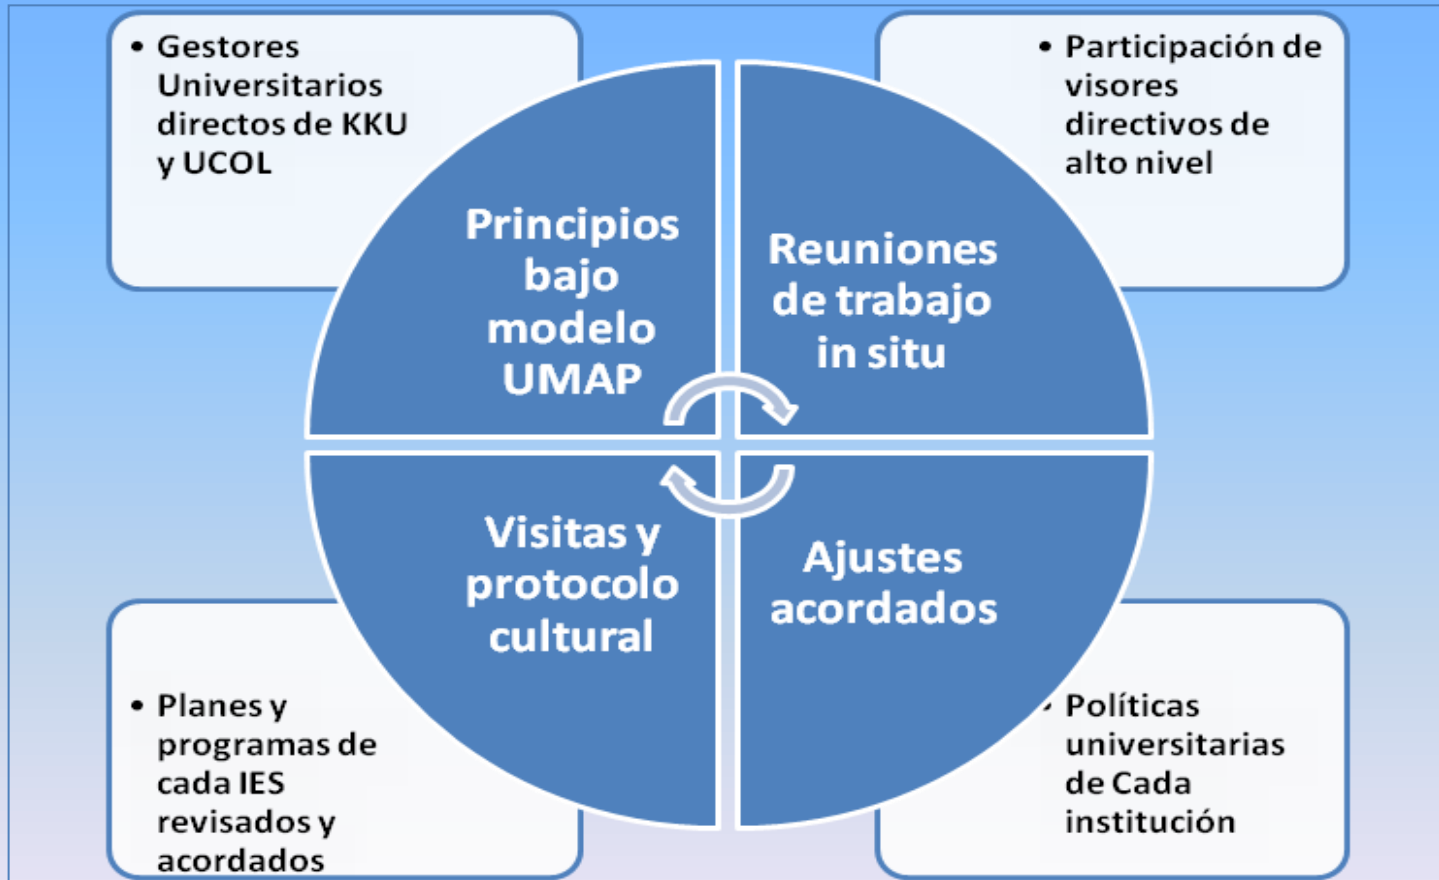 • Gestores
Universitarios
directos de KKU
y UCOL
• Participación de
visores
directivos de
alto nivel
Principios
bajo
modelo
UMAP
Reuniones
de trabajo
in situ
Visitas y
protocolo
cultural
Ajustes
acordados
• Planes y
programas de
cada IES
revisados y
acordados
• Políticas
universitarias
de Cada
institución